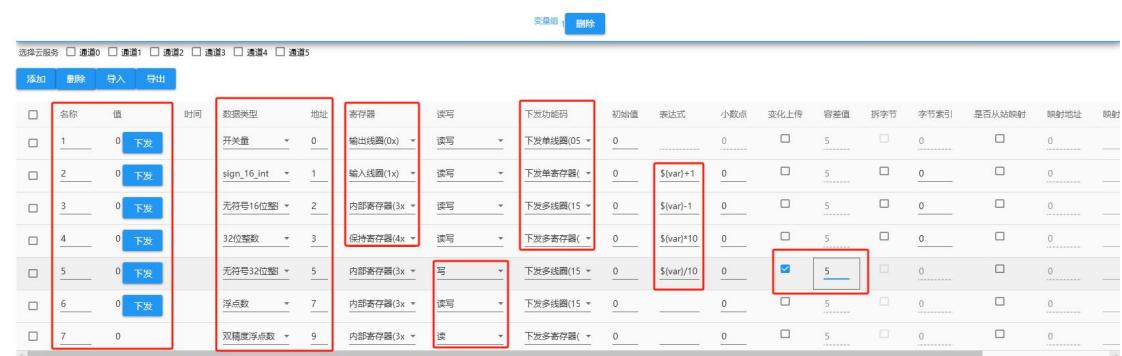 变量组 1 删除
选择云服务 通道0 通道1 通道2 通道3 通道4 通道5
添加 删除 导入 导出
名称 值 时间 数据类型 地址 寄存器 读写 下发功能码 初始值 表达式 小数点 变化上传 容差值 拆字节 字节索引 是否从站映射 映射地址 映射
1 0 下发 开关量 0 输出线圈(0x) 读写 下发单线圈(05 0 0 5 0 0
2 0 下发 sign_16_int 1 输入线圈(1x) 读写 下发单寄存器( 0 ${var}+1 0 5 0 0
3 0 下发 无符号16位整 2 内部寄存器(3x 读写 下发多线圈(15 0 ${var}-1 0 5 0 0
4 0 下发 32位整数 3 保持寄存器(4x 读写 下发多寄存器( 0 ${var}*10 0 5 0 0
5 0 下发 无符号32位整 5 内部寄存器(3x 写 下发多线圈(15 0 ${var}/10 0 5 0 0
6 0 下发 浮点数 7 内部寄存器(3x 读写 下发多线圈(15 0 0 5 0 0
7 0 双精度浮点数 9 内部寄存器(3x 读 下发多寄存器( 0 0 5 0 0